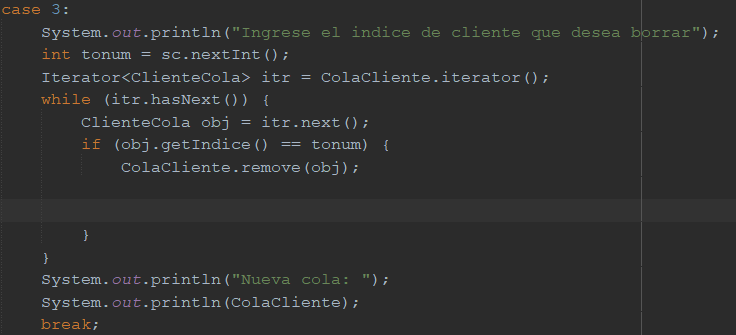 case 3:
System.out.println("Ingrese el indice de cliente que desea borrar");
int tonum = sc.nextInt();
Iterator<ClienteCola> itr = ColaCliente.iterator();
while (itr.hasNext()) {
ClienteCola obj = itr.next();
if (obj.getIndice() == tonum) {
ColaCliente.remove(obj);
}
}
System.out.println("Nueva cola: ");
System.out.println(ColaCliente);
break;